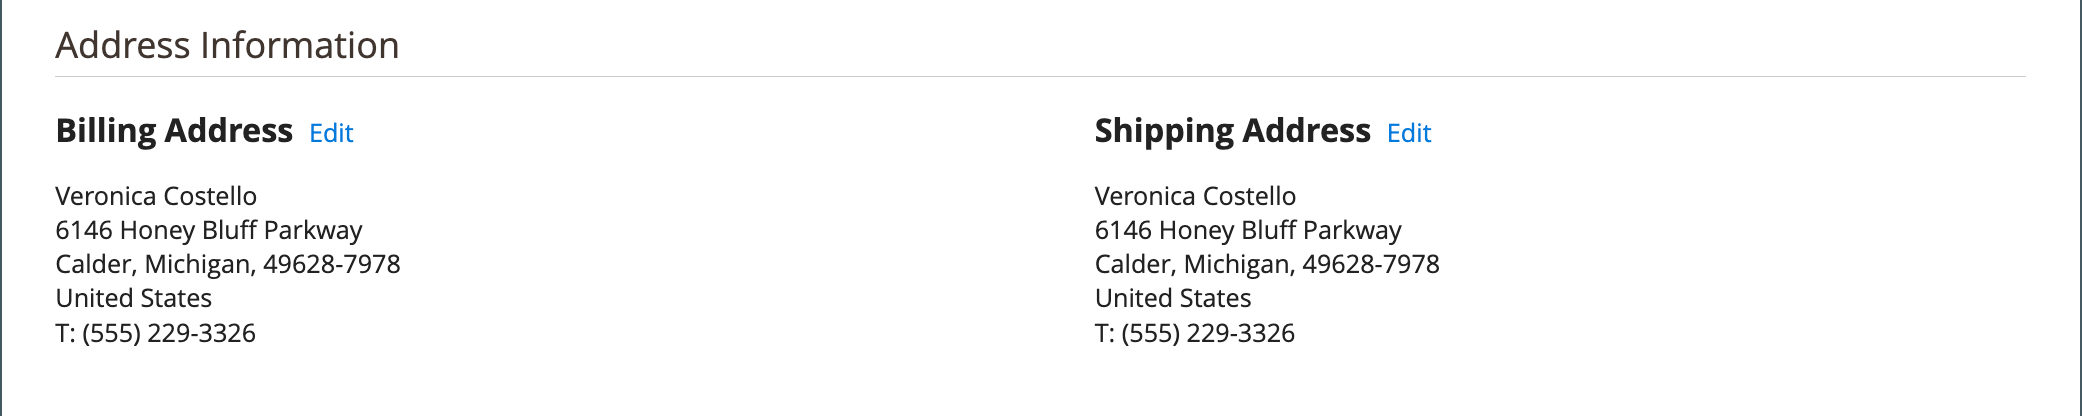 Address Information
Billing Address Edit
Veronica Costello
6146 Honey Bluff Parkway
Calder, Michigan, 49628-7978
United States
T: (555) 229-3326
Shipping Address Edit
Veronica Costello
6146 Honey Bluff Parkway
Calder, Michigan, 49628-7978
United States
T: (555) 229-3326